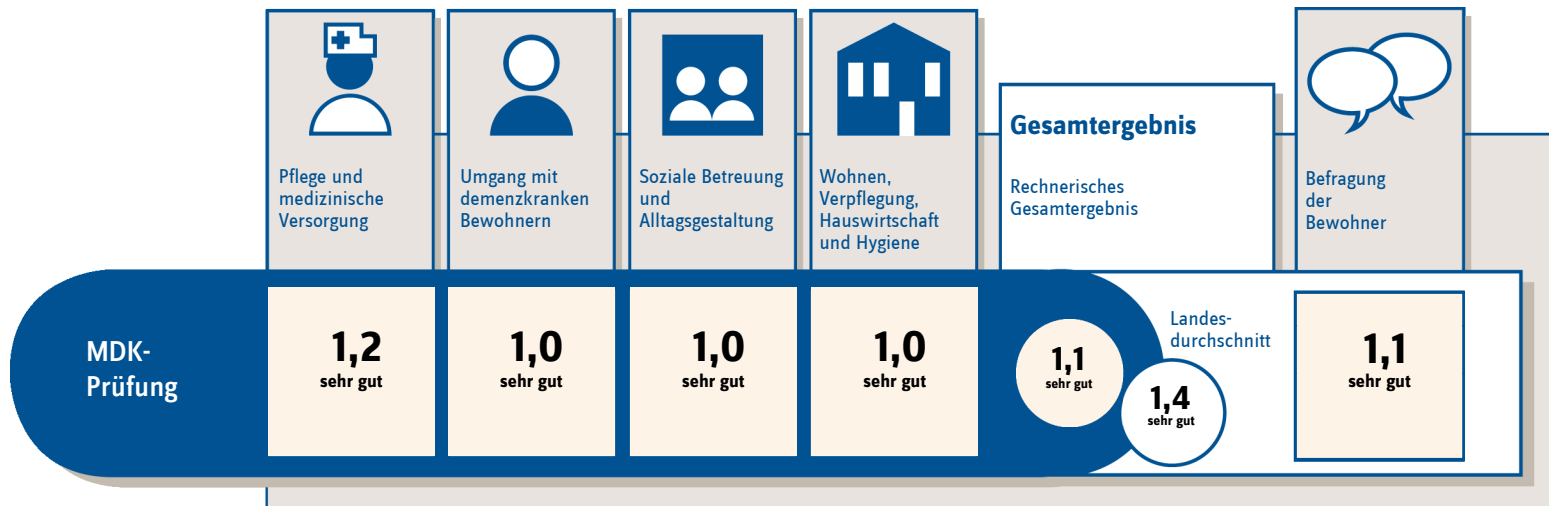 Pflege und
medizinische
Versorgung
Umgang mit
demenzkranken
Bewohnern
Soziale Betreuung
und
Alltagsgestaltung
Wohnen,
Verpflegung,
Hauswirtschaft
und Hygiene
Gesamtergebnis
Rechnerisches
Gesamtergebnis
Befragung
der
Bewohner
MDK-
Prüfung
1,2
sehr gut
1,0
sehr gut
1,0
sehr gut
1,0
sehr gut
1,1
sehr gut
Landes-
durchschnitt
1,4
sehr gut
1,1
sehr gut